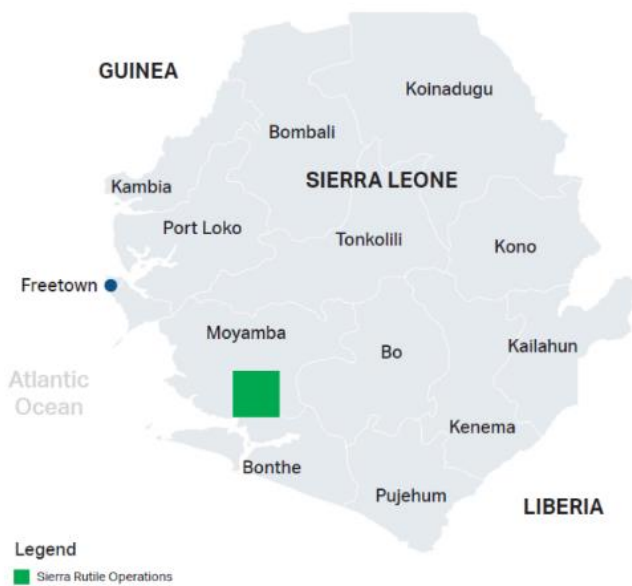 GUINEA
Koinadugu
Bombali
Kambia
SIERRA LEONE
Port Loko
Tonkolili
Kono
Freetown
Moyamba
Bo
Kailahun
Atlantic
Ocean
Kenema
Bonthe
Pujehum
LIBERIA
Legend
Sierra Rutile Operations